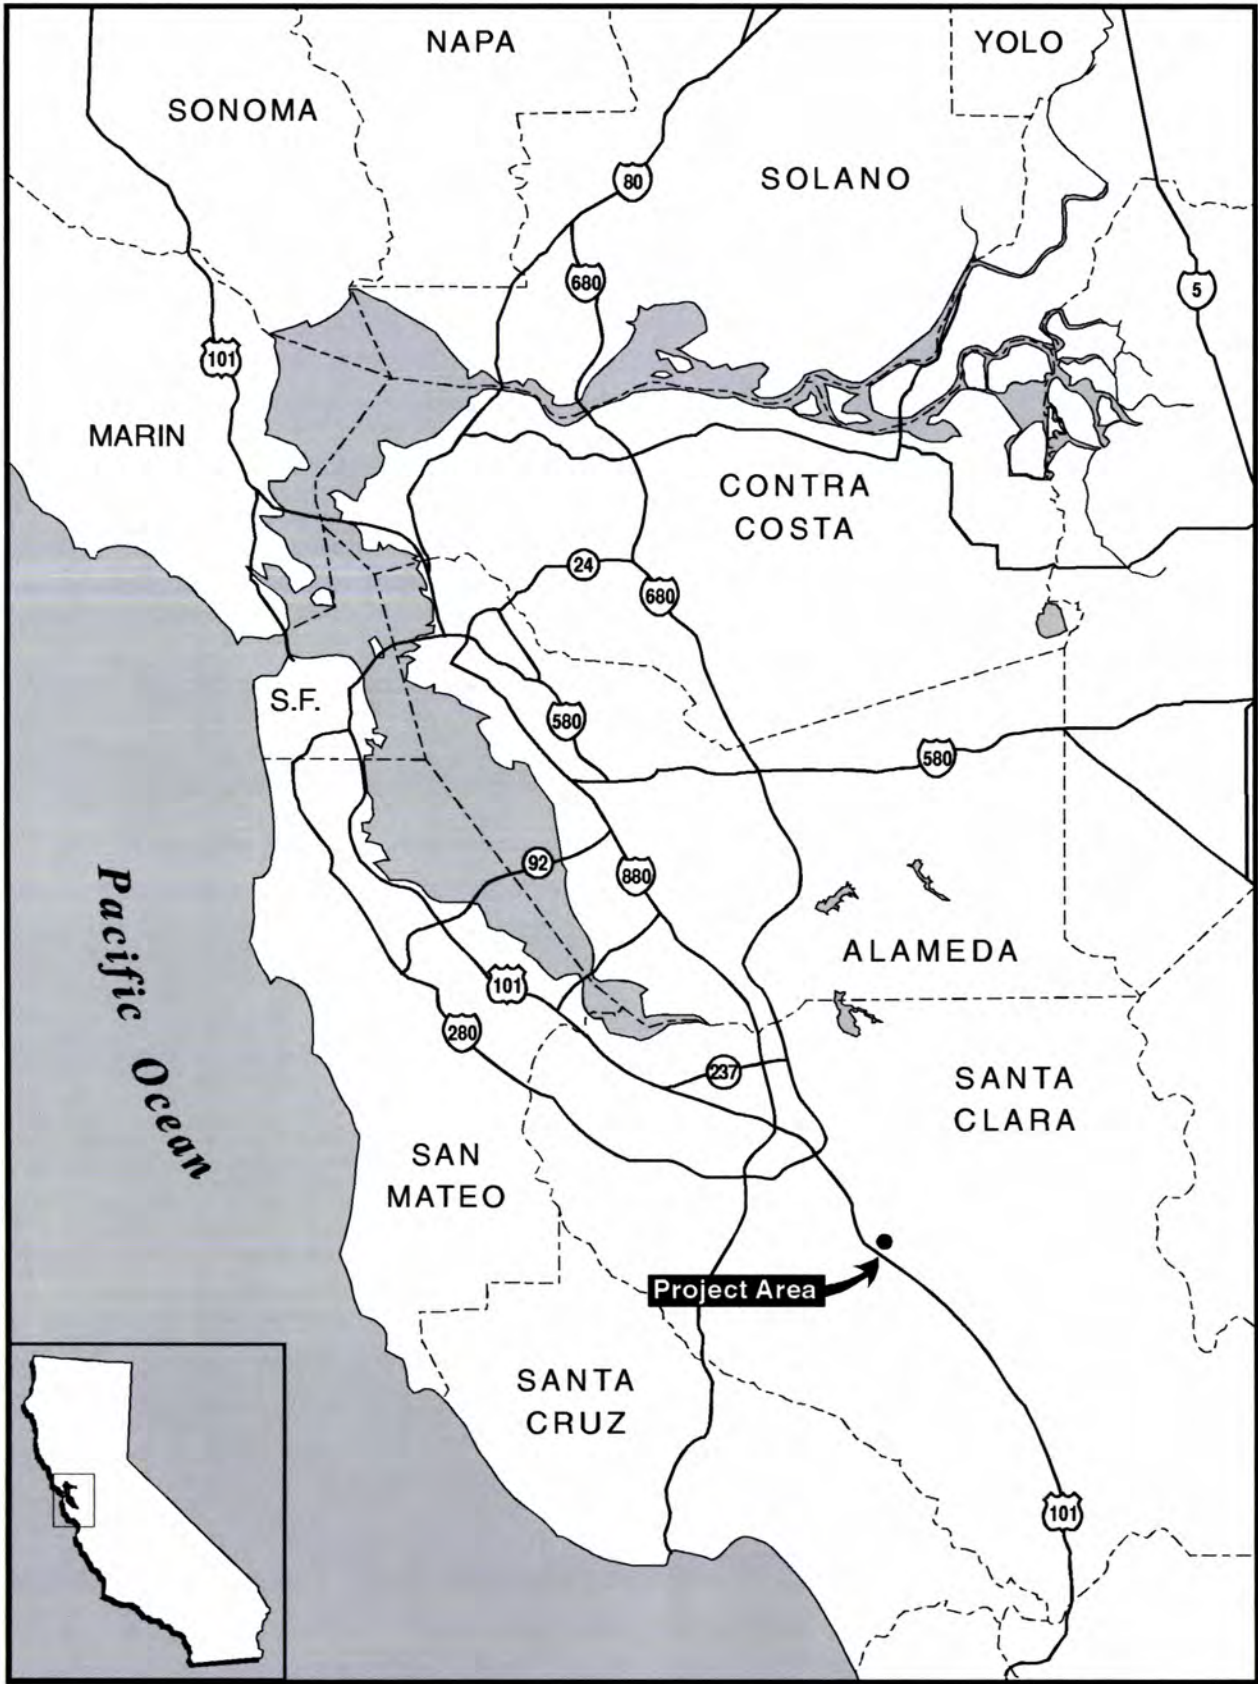 NAPA
YOLO
SONOMA
80
SOLANO
680
5
101
MARIN
CONTRA
COSTA
24
680
S.F.
580
580
92
880
Pacific Ocean
ALAMEDA
101
280
237
SANTA
CLARA
SAN
MATEO
Project Area
SANTA
CRUZ
101